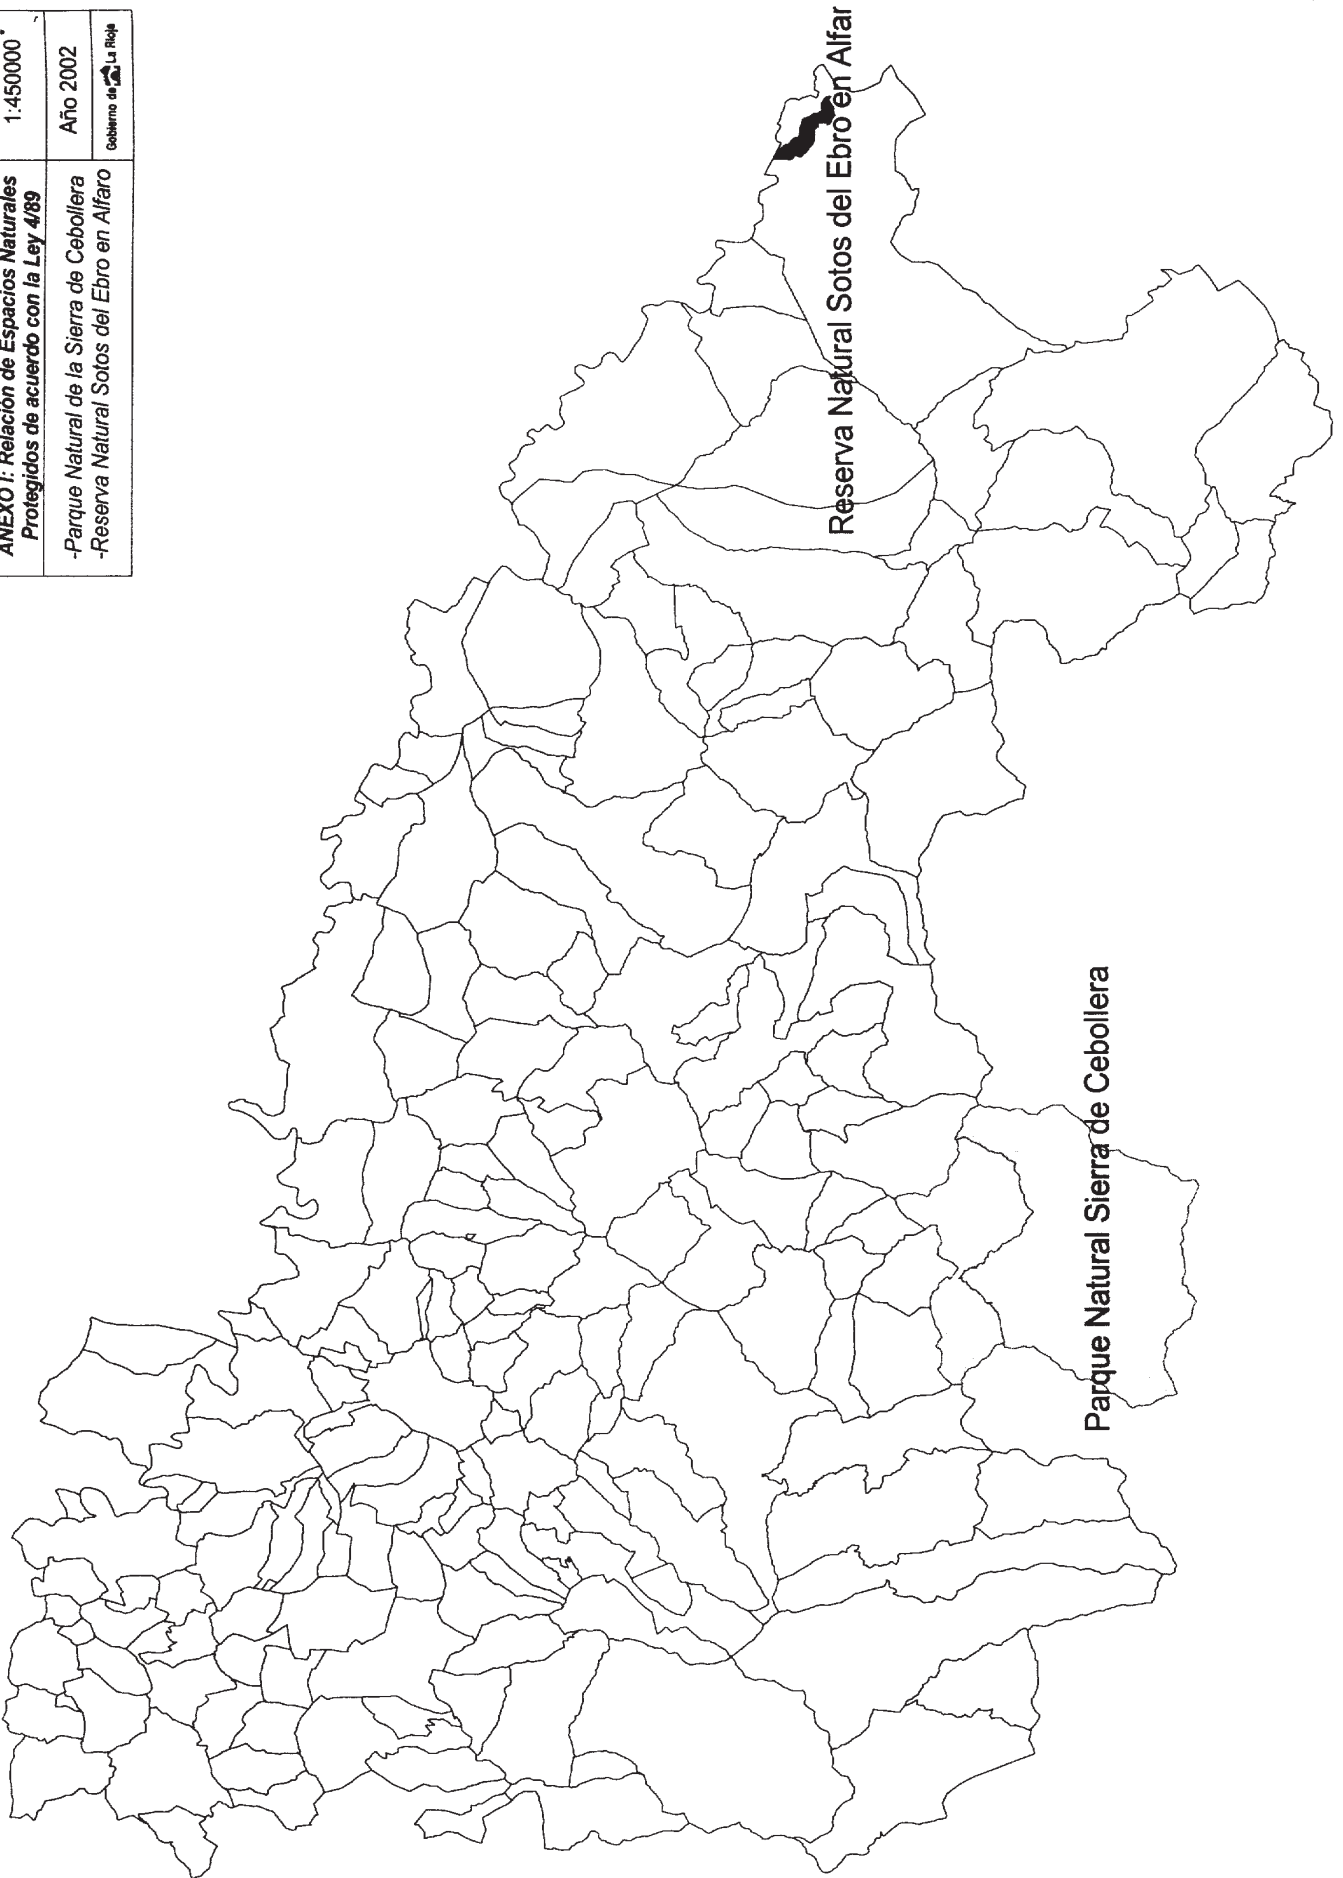 ANEXO I: Relación de Espacios Naturales
Protegidos de acuerdo con la Ley 4/89
1:450000
-Parque Natural de la Sierra de Cebollera
-Reserva Natural Sotos del Ebro en Alfaro
Año 2002
Gobierno de La Rioja
Reserva Natural Sotos del Ebro en Alfar
Parque Natural Sierra de Cebollera